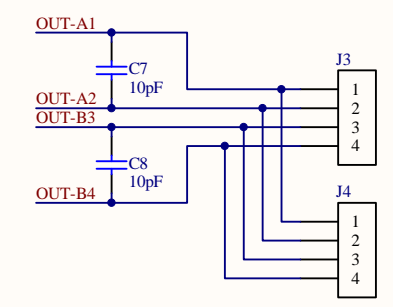 OUT-A1
C7
10pF
OUT-A2
OUT-B3
C8
10pF
OUT-B4
J3
1
2
3
4
J4
1
2
3
4